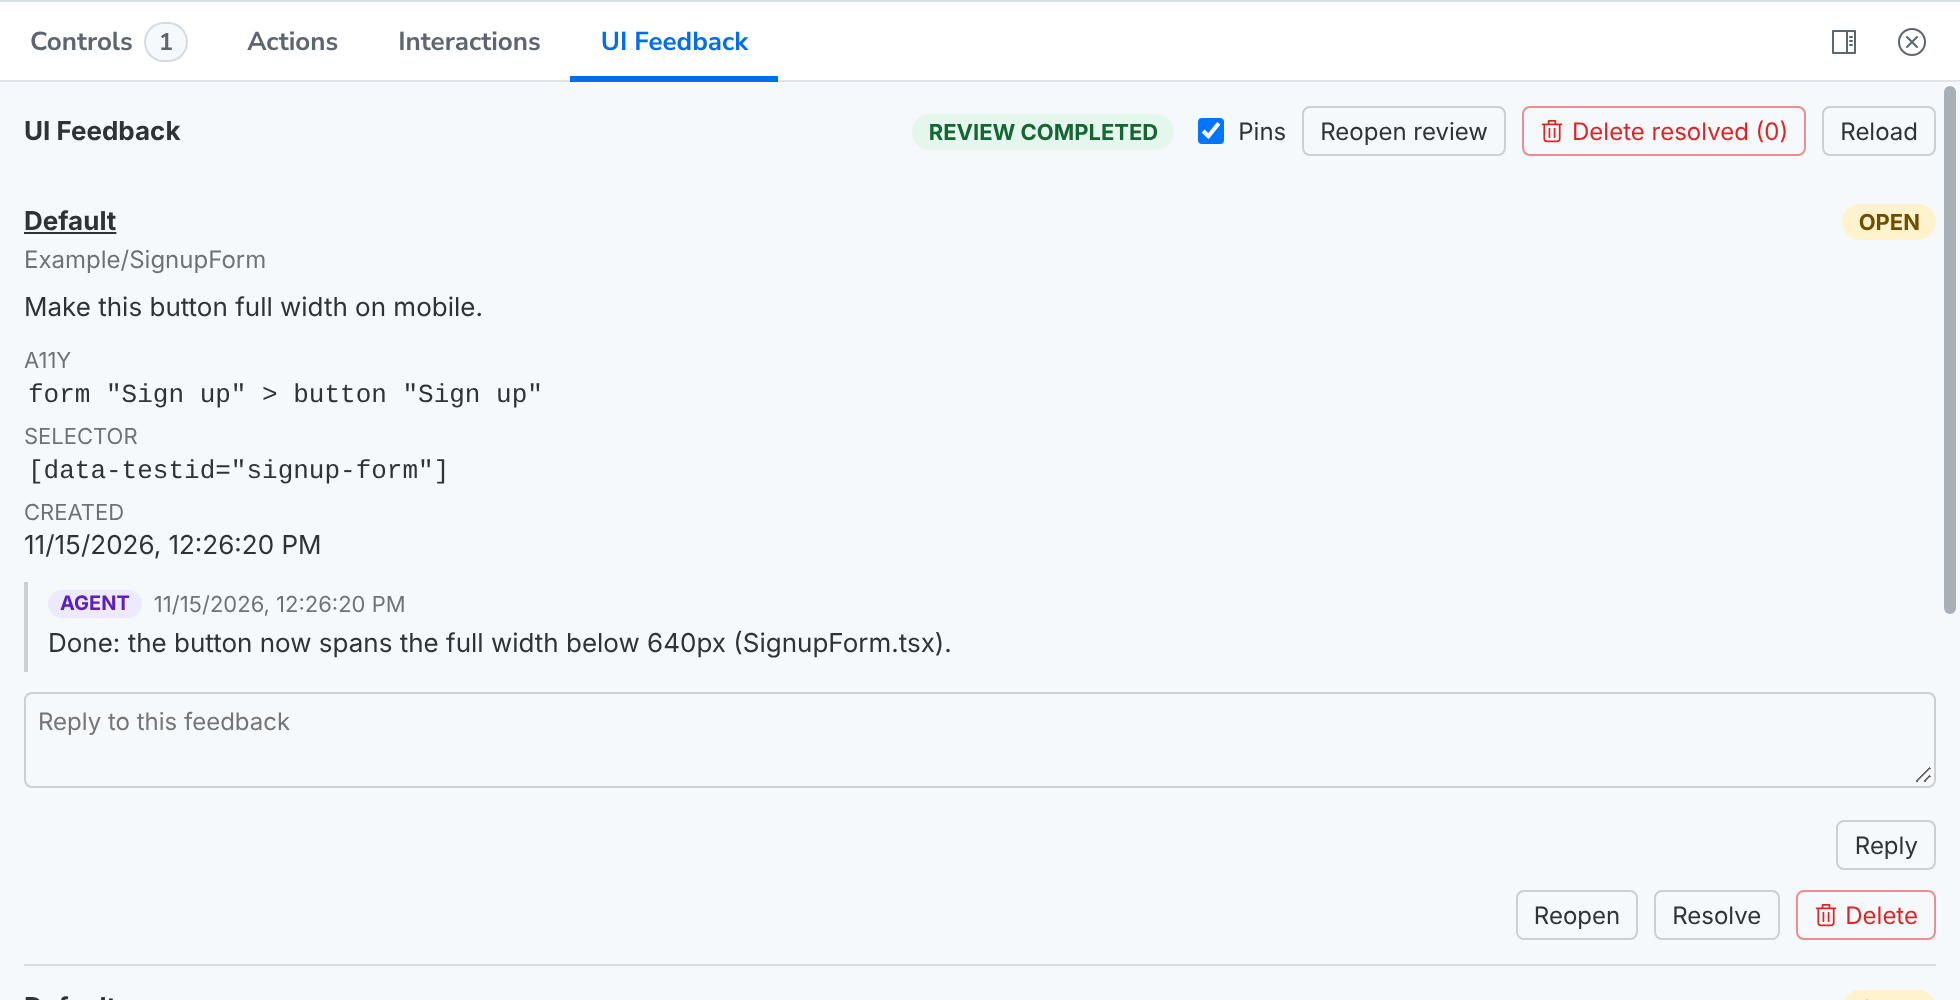 Controls 1 Actions Interactions UI Feedback
UI Feedback REVIEW COMPLETED Pins Reopen review Delete resolved (0) Reload
Default OPEN
Example/SignupForm
Make this button full width on mobile.
A11Y
form "Sign up" > button "Sign up"
SELECTOR
[data-testid="signup-form"]
CREATED
11/15/2026, 12:26:20 PM
AGENT 11/15/2026, 12:26:20 PM
Done: the button now spans the full width below 640px (SignupForm.tsx).
Reply to this feedback
Reply
Reopen Resolve Delete